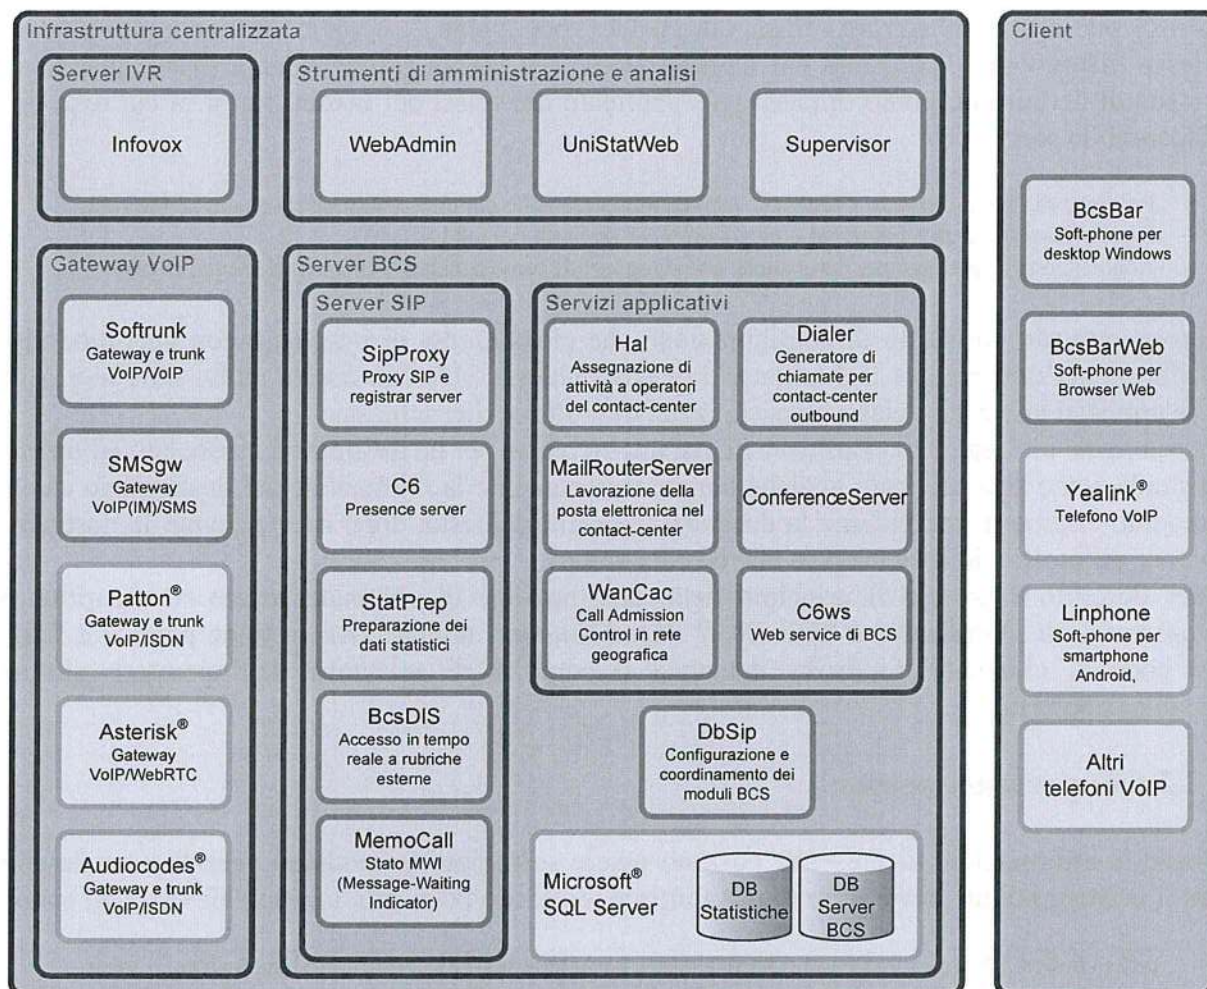 Infrastruttura centralizzata
Server IVR
Infovox
Strumenti di amministrazione e analisi
WebAdmin
UniStatWeb
Supervisor
Gateway VoIP
Softrunk
Gateway e trunk
VoIP/VoIP
SMSgw
Gateway
VoIP(IM)/SMS
Patton®
Gateway e trunk
VoIP/ISDN
Asterisk®
Gateway
VoIP/WebRTC
Audiocodes®
Gateway e trunk
VoIP/ISDN
Server BCS
Server SIP
SipProxy
Proxy SIP e
registrar server
C6
Presence server
StatPrep
Preparazione dei
dati statistici
BcsDIS
Accesso in tempo
reale a rubriche
esterne
MemoCall
Stato MWI
(Message-Waiting
Indicator)
Servizi applicativi
Hal
Assegnazione di
attività a operatori
del contact-center
Dialer
Generatore di
chiamate per
contact-center
outbound
MailRouterServer
Lavorazione della
posta elettronica nel
contact-center
ConferenceServer
WanCac
Call Admission
Control in rete
geografica
C6ws
Web service di BCS
DbSip
Configurazione e
coordinamento dei
moduli BCS
Microsoft®
SQL Server
DB
Statistiche
DB
Server
BCS
Client
BcsBar
Soft-phone per
desktop Windows
BcsBarWeb
Soft-phone per
Browser Web
Yealink®
Telefono VoIP
Linphone
Soft-phone per
smartphone
Android,
Altri
telefoni VoIP